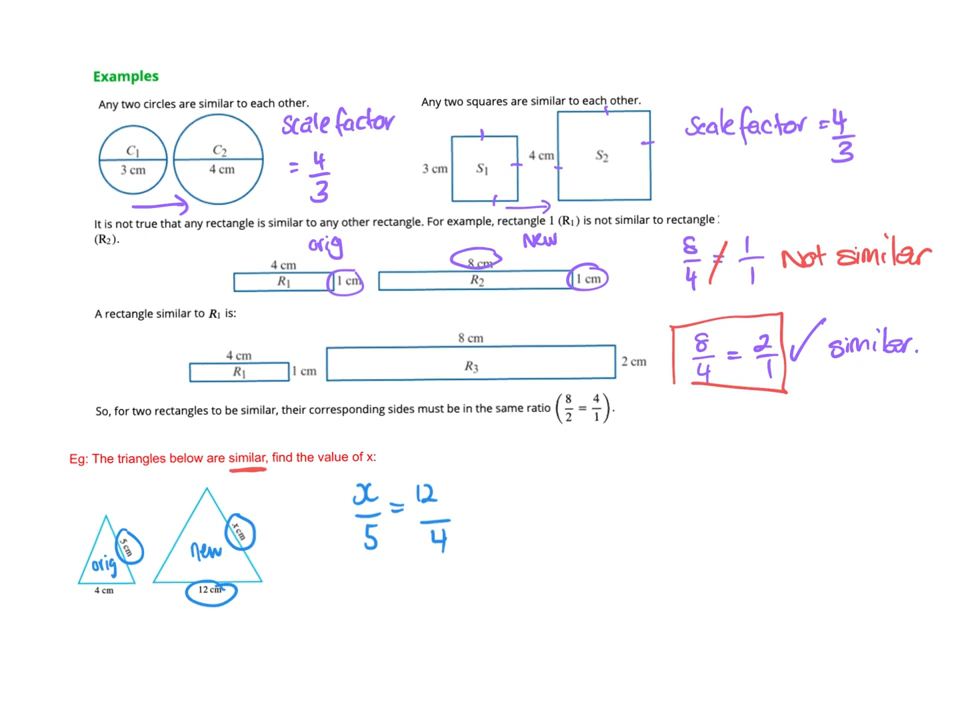 Examples
Any two circles are similar to each other.
C₁
3 cm
C₂
4 cm
scale factor
= 4/3
Any two squares are similar to each other.
3 cm
S₁
4 cm
S₂
scale factor = 4/3
It is not true that any rectangle is similar to any other rectangle. For example, rectangle 1 (R₁) is not similar to rectangle
(R₂).
orig
new
4 cm
R₁
1 cm
8 cm
R₂
1 cm
8/4 ≠ 1/1 Not similar
A rectangle similar to R₁ is:
4 cm
R₁
1 cm
8 cm
R₃
2 cm
8/4 = 2/1 ✓ similar.
So, for two rectangles to be similar, their corresponding sides must be in the same ratio (8/2 = 4/1).
Eg: The triangles below are similar, find the value of x:
orig
5 cm
4 cm
new
x cm
12 cm
x/5 = 12/4